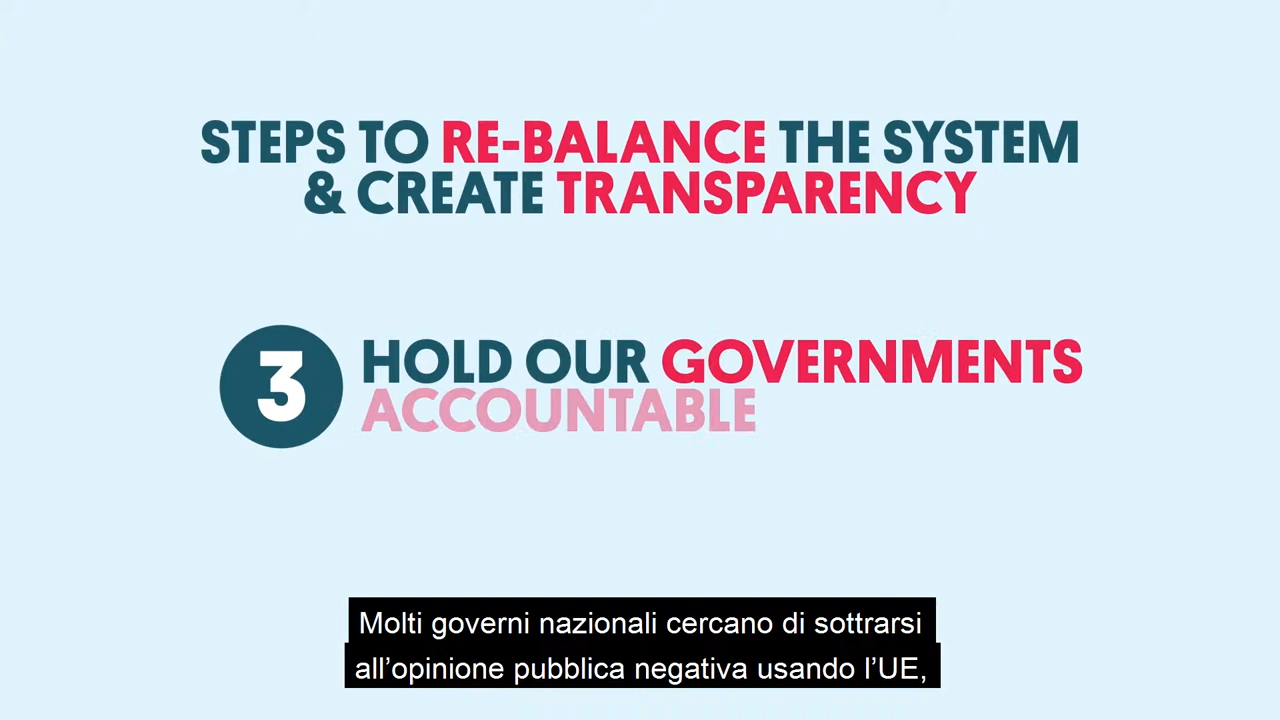 STEPS TO RE-BALANCE THE SYSTEM
& CREATE TRANSPARENCY
3
HOLD OUR GOVERNMENTS
ACCOUNTABLE
Molti governi nazionali cercano di sottrarsi
all’opinione pubblica negativa usando l’UE,